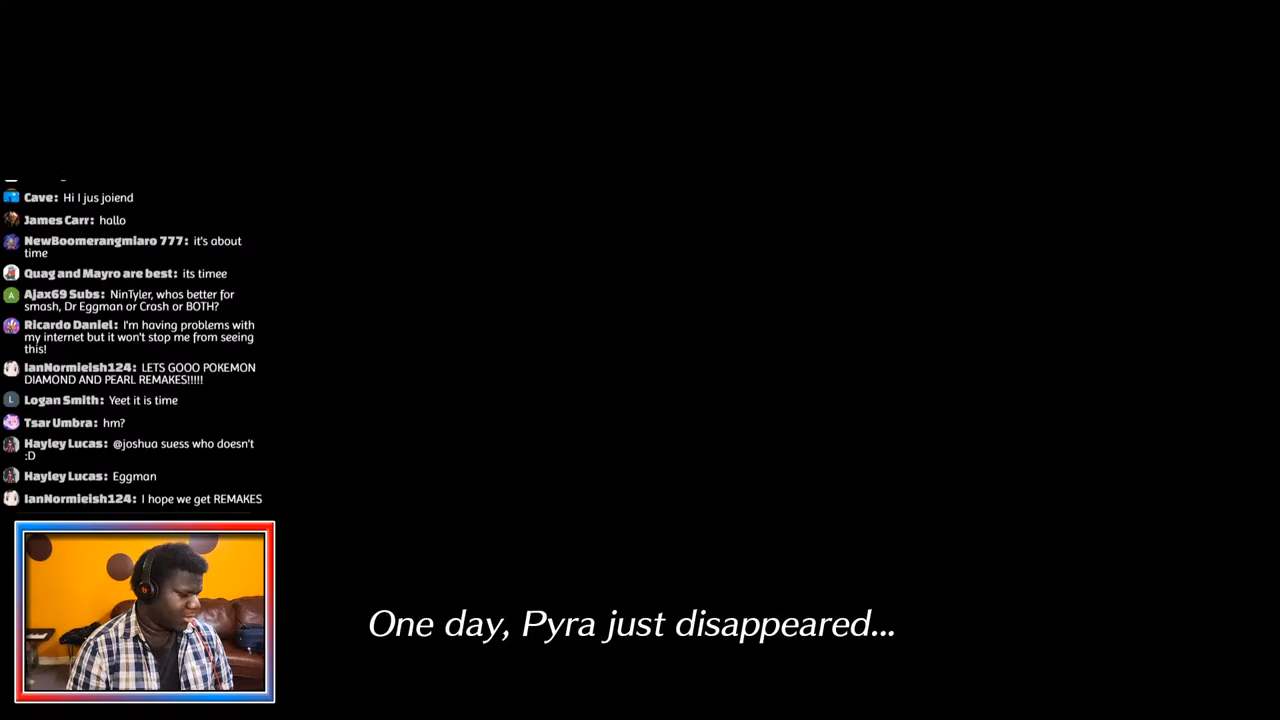 Cave: Hi I jus joiend
James Carr: hallo
NewBoomerangmiaro 777: it's about
time
Quag and Mayro are best: its timee
A
Ajax69 Subs: NinTyler, whos better for
smash, Dr Eggman or Crash or BOTH?
Ricardo Daniel: I'm having problems with
my internet but it won't stop me from seeing
this!
IanNormieish124: LETS GOOO POKEMON
DIAMOND AND PEARL REMAKES!!!!!
L
Logan Smith: Yeet it is time
Tsar Umbra: hm?
Hayley Lucas: @joshua suess who doesn't
:D
Hayley Lucas: Eggman
IanNormieish124: I hope we get REMAKES
One day, Pyra just disappeared...